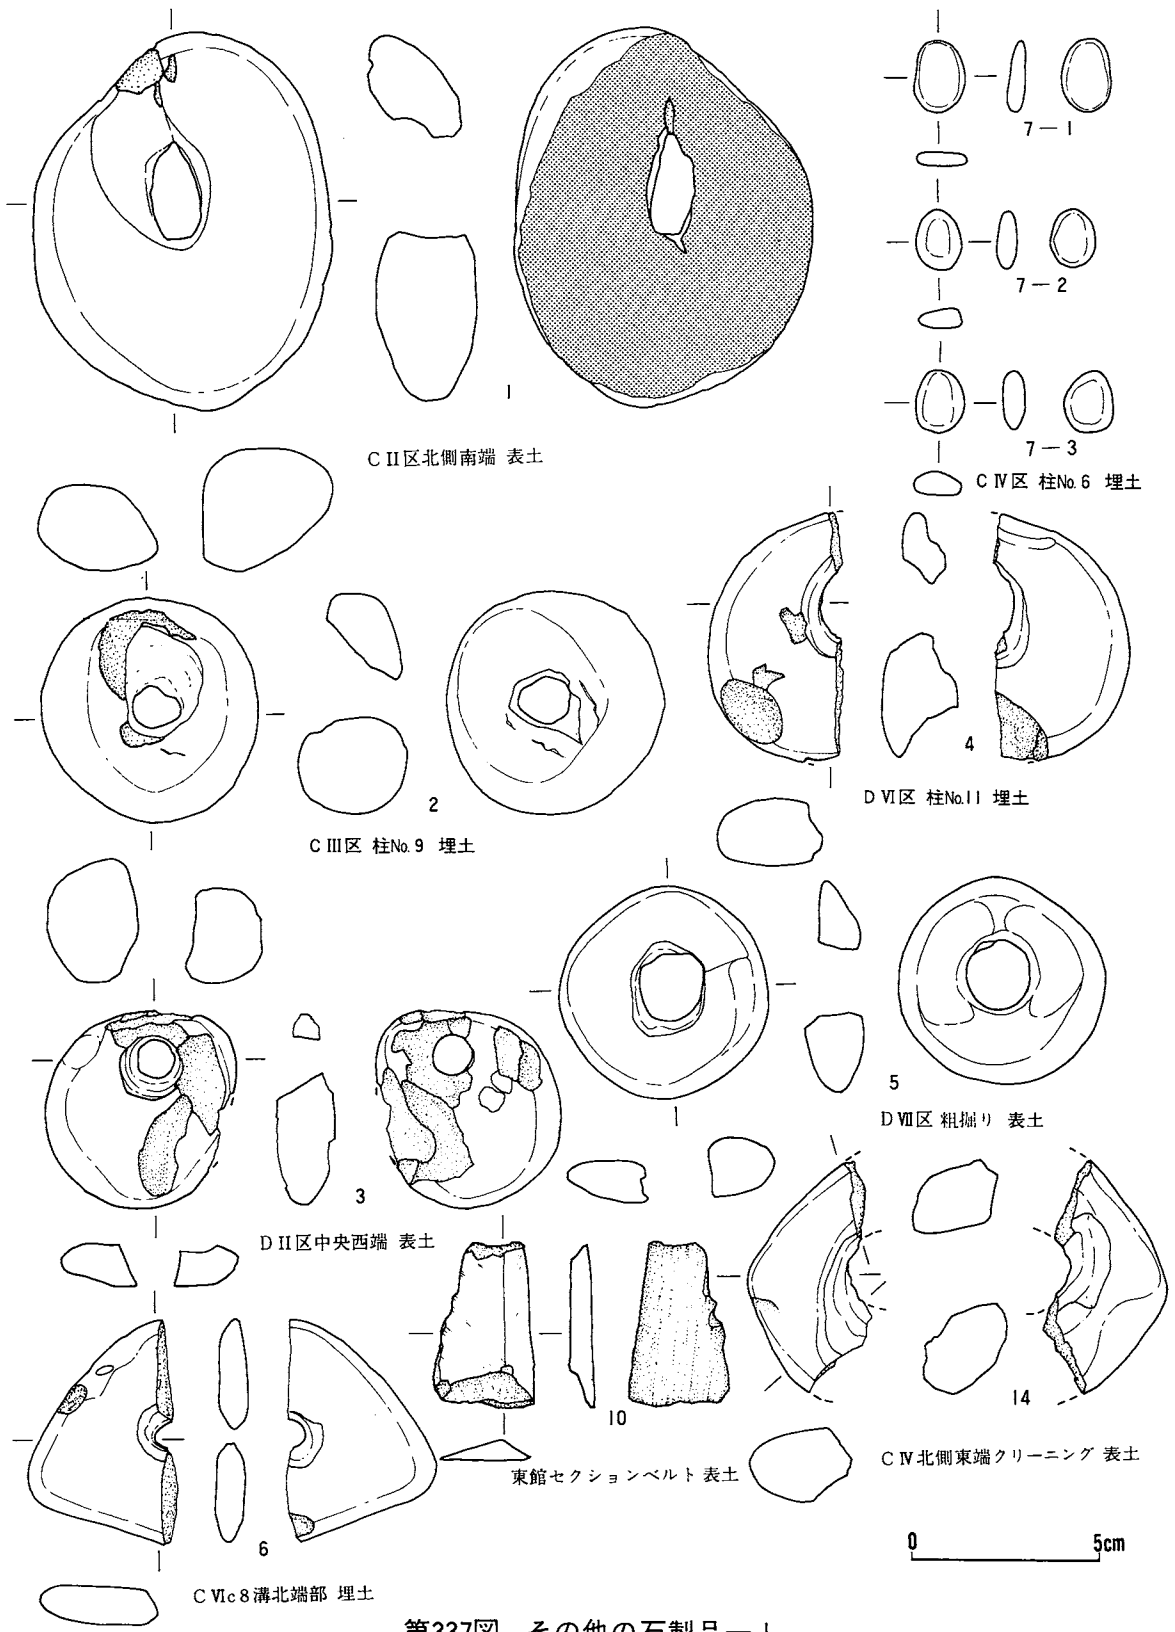 1
CⅡ区北側南端 表土
7-1
7-2
7-3
CⅣ区 柱No.6 埋土
2
CⅢ区 柱No.9 埋土
4
DⅥ区 柱No.11 埋土
3
DⅡ区中央西端 表土
5
DⅦ区 粗掘り 表土
6
CⅥc8溝北端部 埋土
10
東館セクションベルト表土
14
CⅣ北側東端クリーニング 表土
0 5cm
第337図 その他の石製品-1